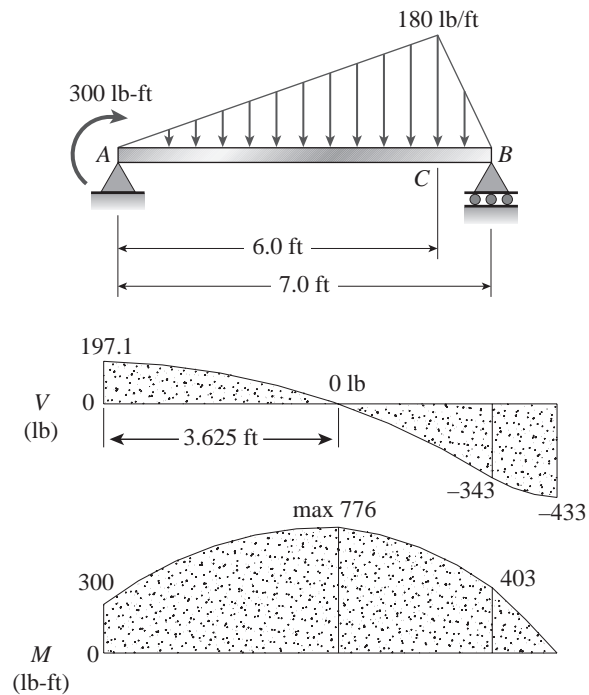 180 lb/ft
300 lb-ft
A
B
C
6.0 ft
7.0 ft
197.1
V
(lb)
0
0 lb
3.625 ft
–343
–433
max 776
300
403
M
(lb-ft)
0